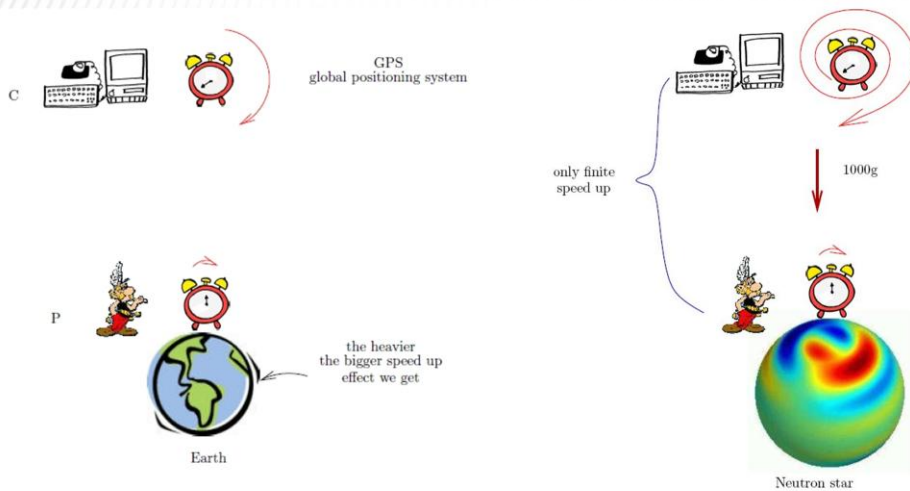 C
GPS
global positioning system
P
the heavier
the bigger speed up
effect we get
Earth
only finite
speed up
1000g
Neutron star